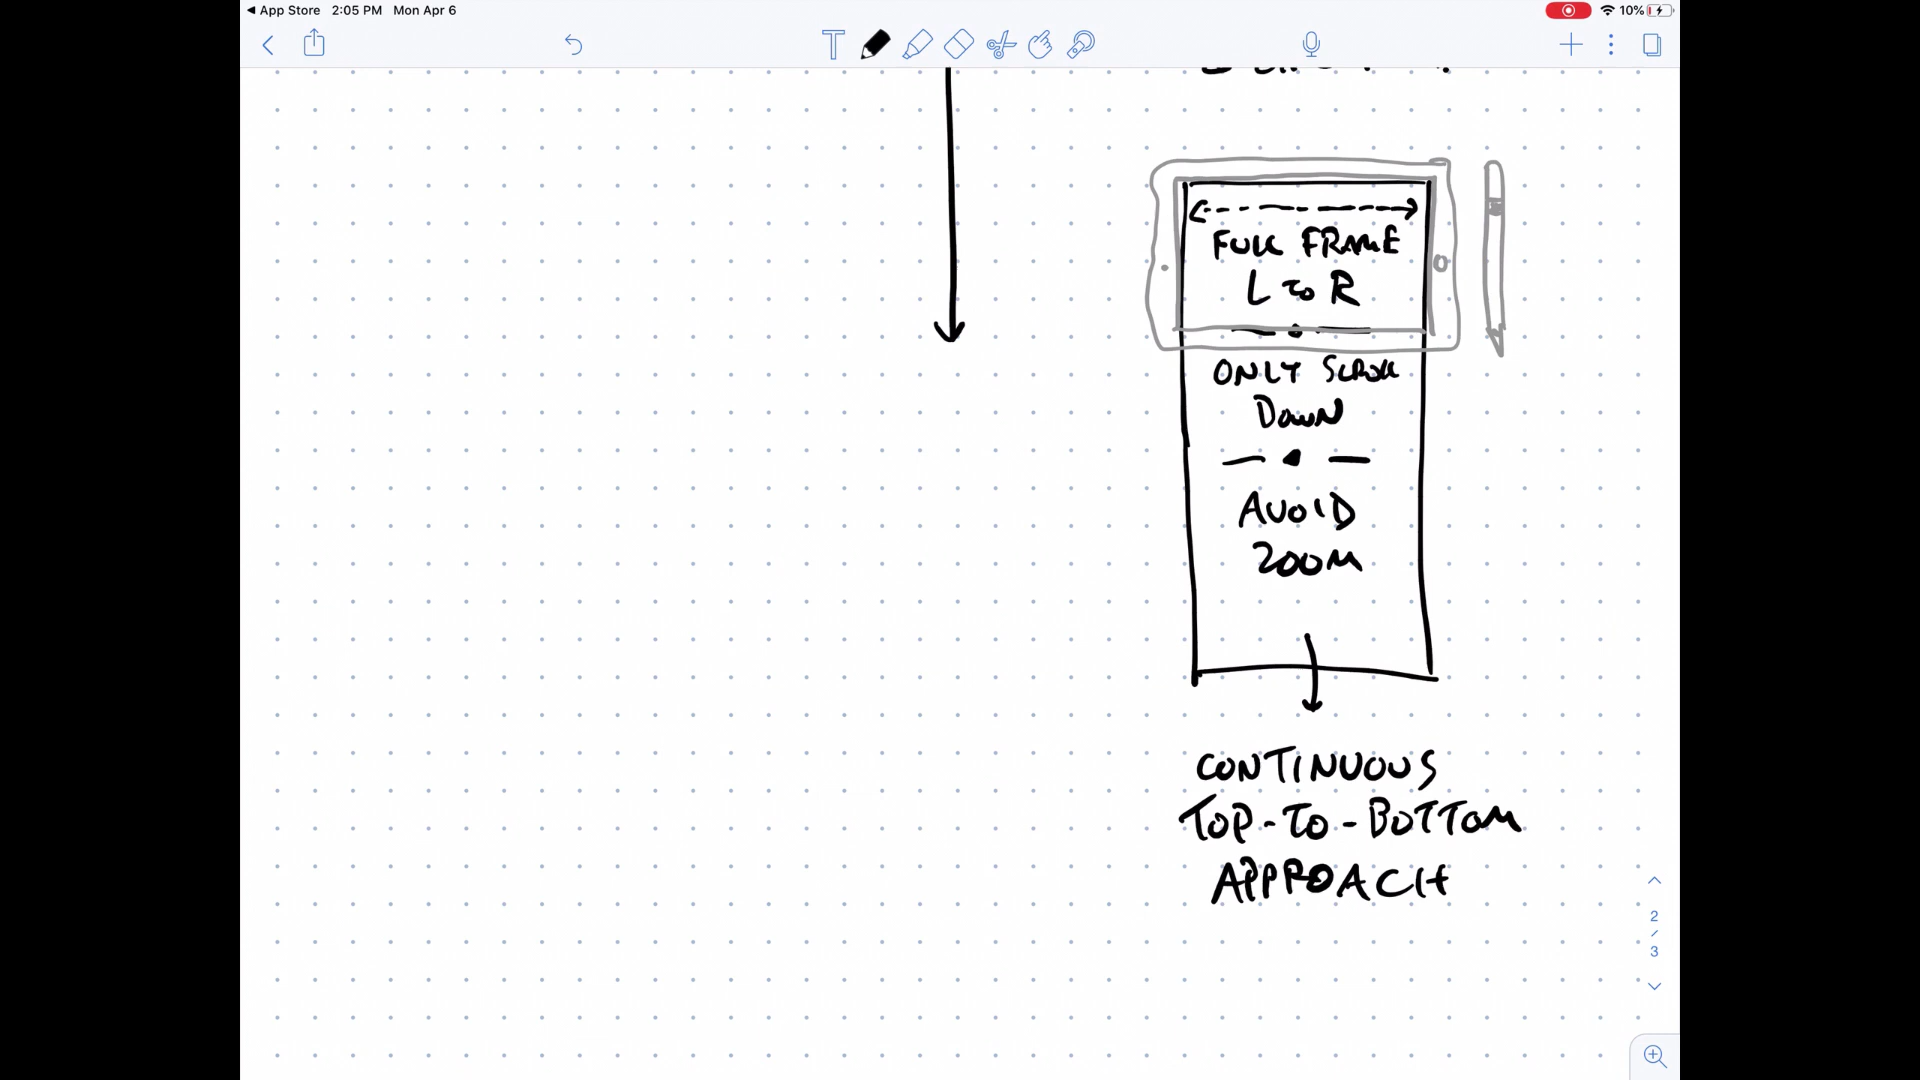 App Store 2:05 PM Mon Apr 6
10%
T
FULL FRAME
L TO R
ONLY SCROLL
DOWN
AVOID
ZOOM
CONTINUOUS
TOP-TO-BOTTOM
APPROACH
2
/
3